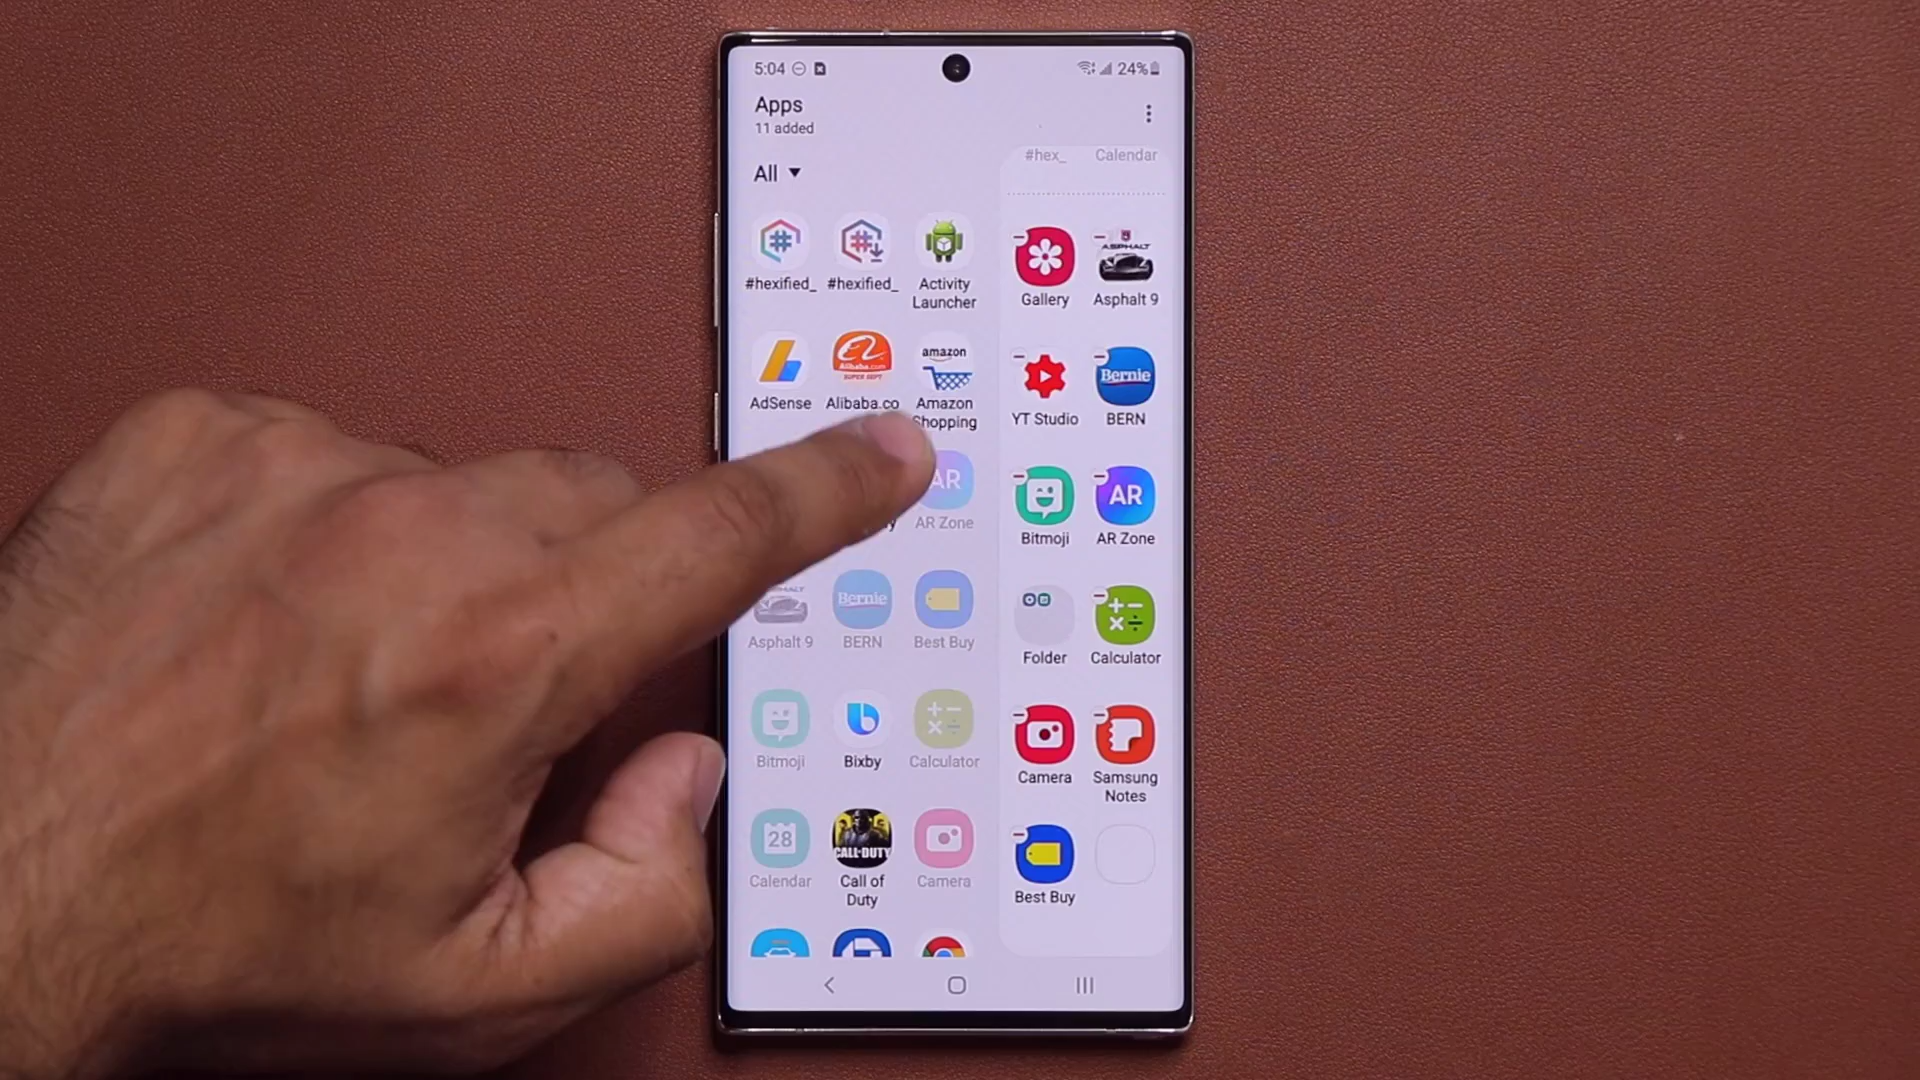 5:04
24%
Apps
11 added
#hex_ Calendar
All
#hexified_ #hexified_ Activity
Launcher
ASPHALT
Gallery Asphalt 9
Alibaba.com
amazon
Bernie
AdSense Alibaba.co Amazon
Shopping
YT Studio BERN
AR
AR
AR Zone
Bitmoji AR Zone
Bernie
Asphalt 9 BERN Best Buy
Folder Calculator
Bitmoji Bixby Calculator
Camera Samsung
Notes
28
CALL·DUTY
Calendar Call of
Duty
Camera
Best Buy